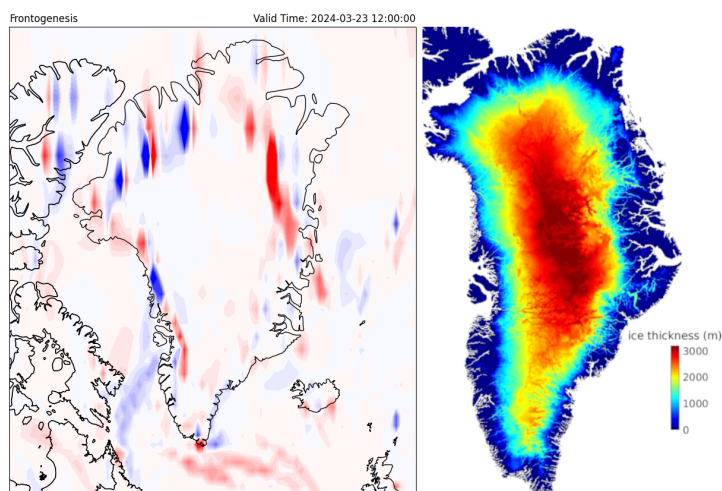 Frontogenesis
Valid Time: 2024-03-23 12:00:00
ice thickness (m)
3000
2000
1000
0